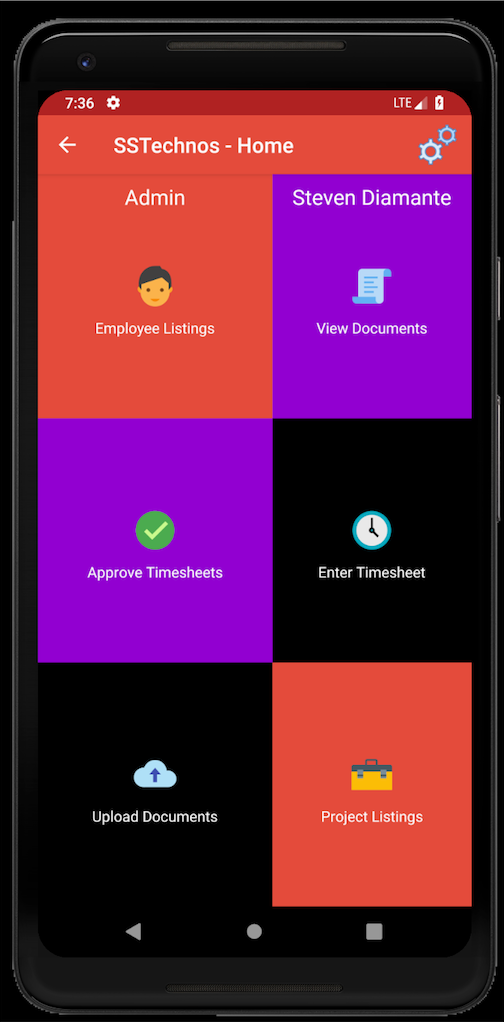 7:36 LTE
SSTechnos - Home
Admin Steven Diamante
Employee Listings View Documents
Approve Timesheets Enter Timesheet
Upload Documents Project Listings